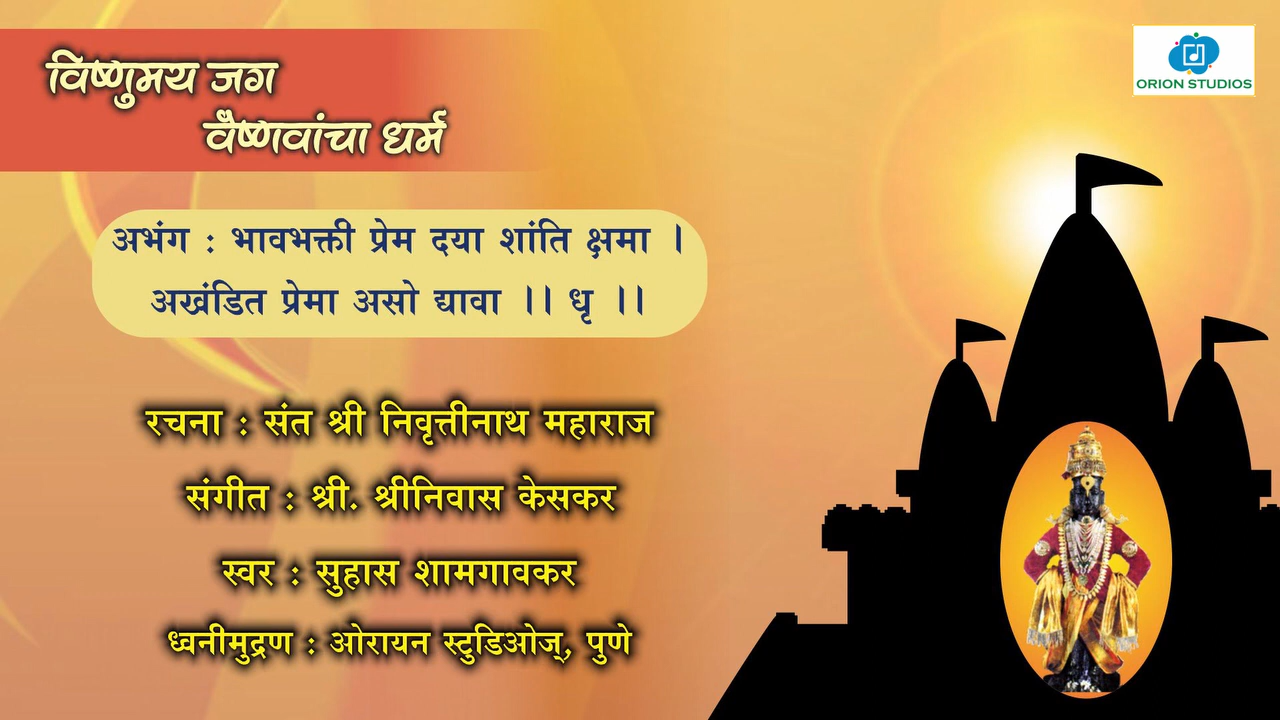 विष्णुमय जग
वैष्णवांचा धर्म
ORION STUDIOS
अभंग : भावभक्ती प्रेम दया शांति क्षमा ।
अखंडित प्रेमा असो द्यावा ।। धृ ।।
रचना : संत श्री निवृत्तीनाथ महाराज
संगीत : श्री. श्रीनिवास केसकर
स्वर : सुहास शामगावकर
ध्वनीमुद्रण : ओरायन स्टुडिओज्, पुणे